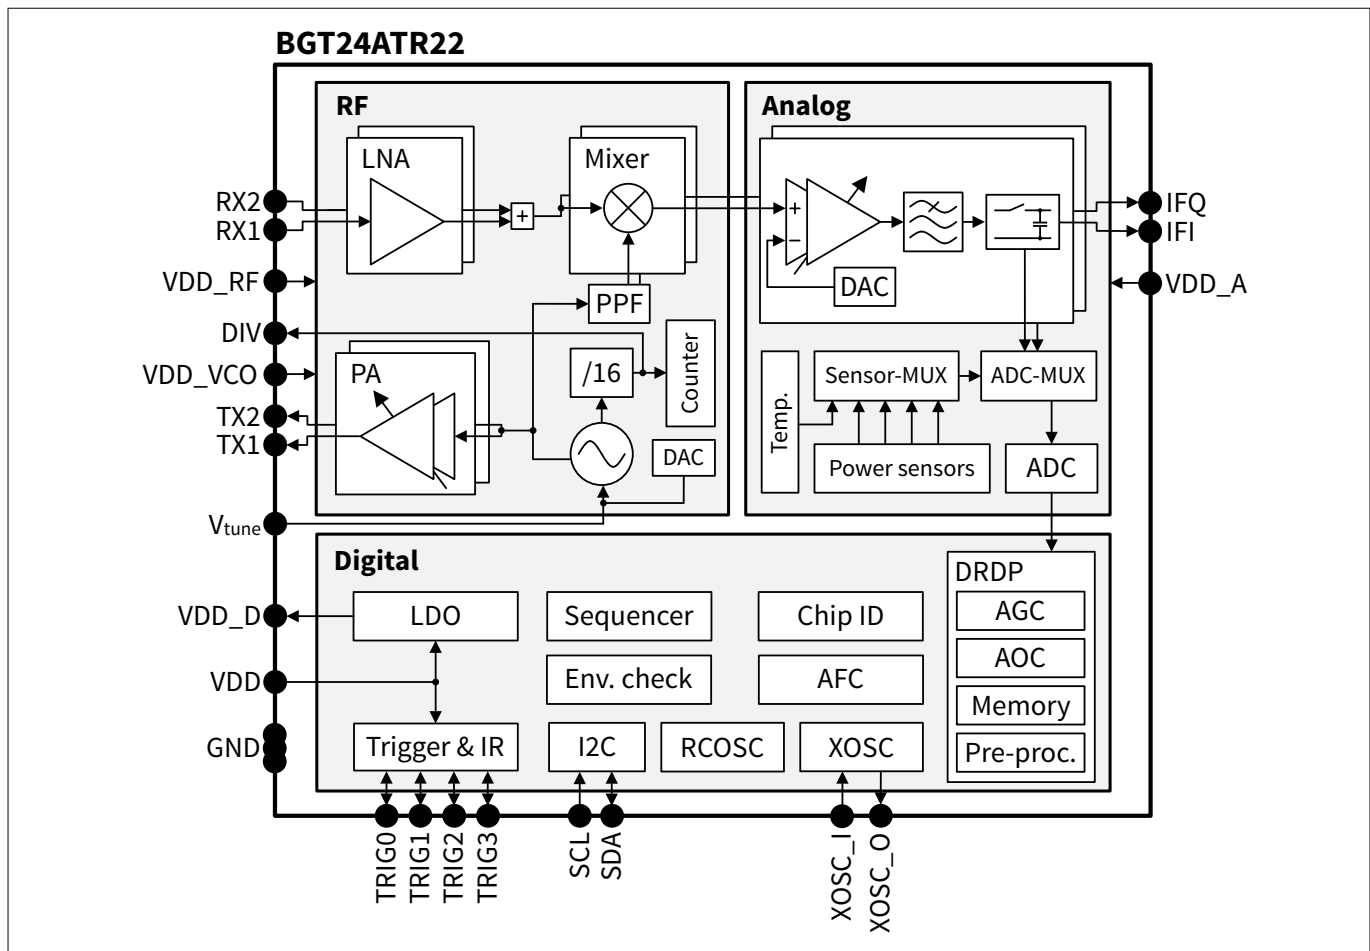 BGT24ATR22
RF
Analog
LNA
Mixer
RX2
RX1
+
+
−
IFQ
IFI
VDD_RF
VDD_A
PPF
DAC
DIV
VDD_VCO
PA
/16
Counter
TX2
TX1
DAC
Temp.
Sensor-MUX
ADC-MUX
Power sensors
ADC
Vtune
Digital
DRDP
VDD_D
LDO
Sequencer
Chip ID
AGC
Env. check
AFC
AOC
VDD
Memory
GND
Trigger & IR
I2C
RCOSC
XOSC
Pre-proc.
TRIG0
TRIG1
TRIG2
TRIG3
SCL
SDA
XOSC_I
XOSC_O